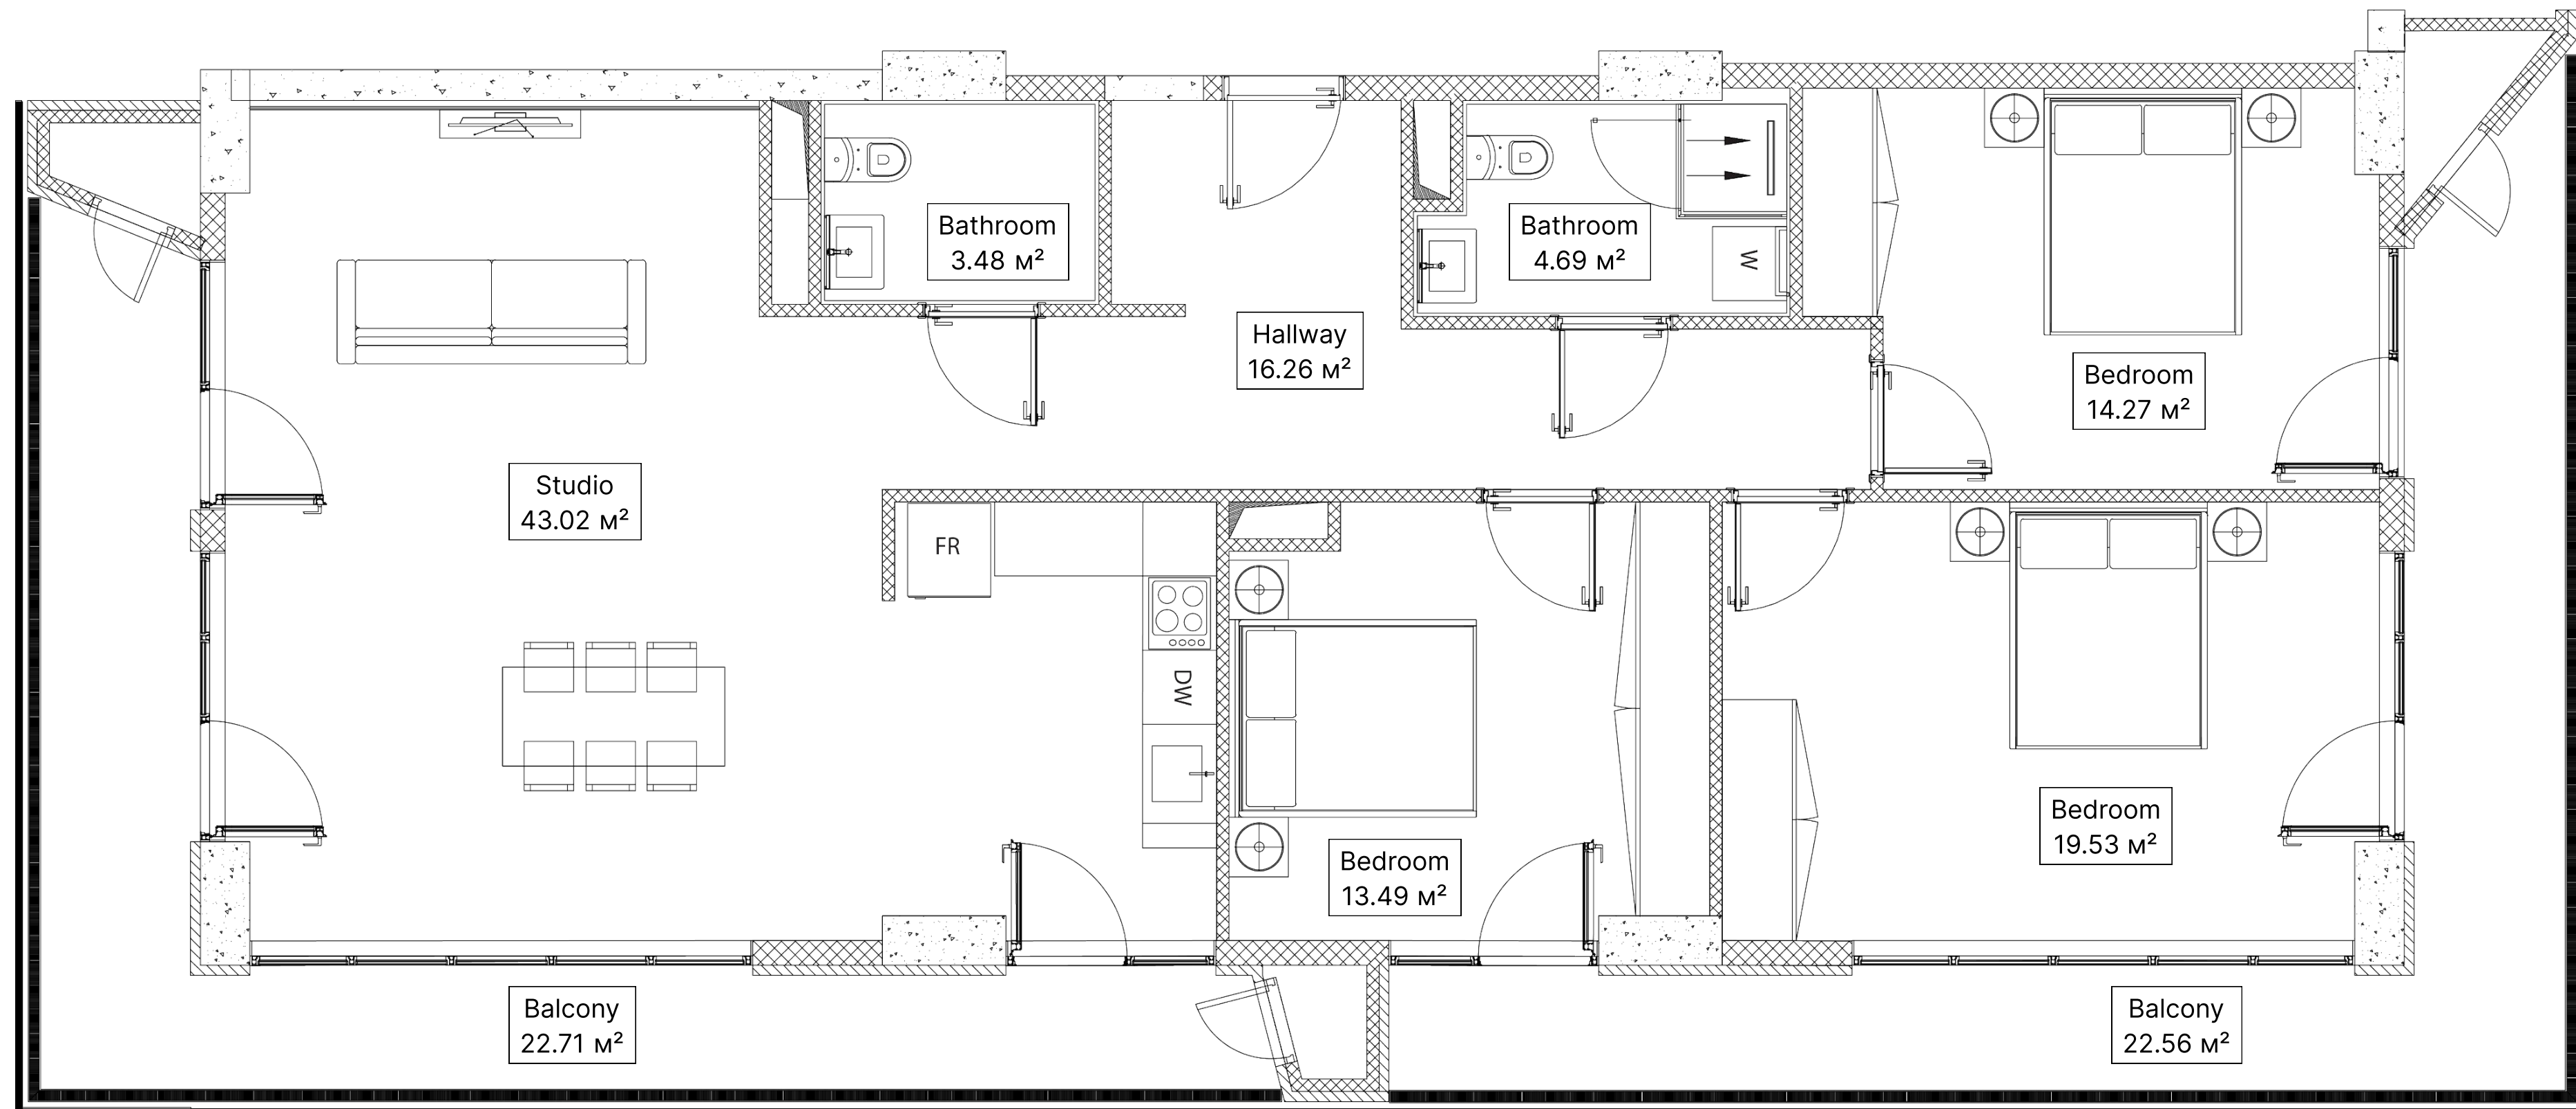 Bathroom
3.48 м²
Bathroom
4.69 м²
W
Hallway
16.26 м²
Bedroom
14.27 м²
Studio
43.02 м²
FR
DW
Bedroom
13.49 м²
Bedroom
19.53 м²
Balcony
22.71 м²
Balcony
22.56 м²